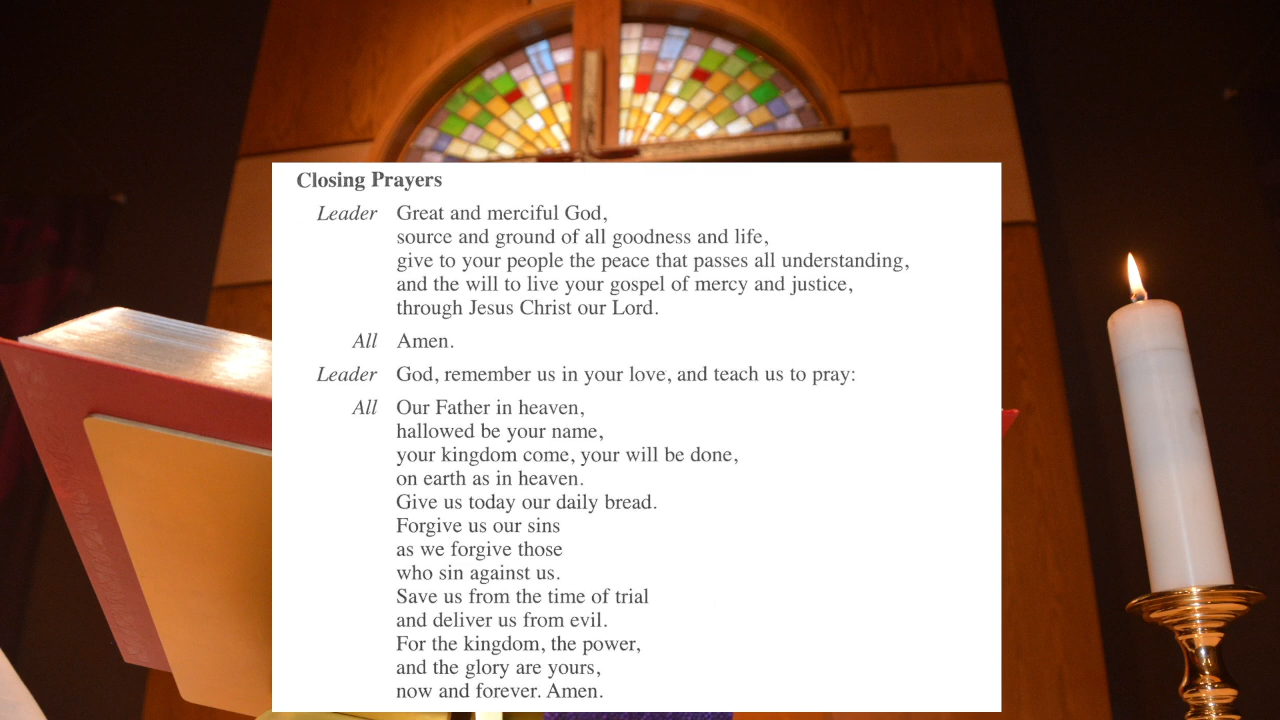 Closing Prayers
Leader Great and merciful God,
source and ground of all goodness and life,
give to your people the peace that passes all understanding,
and the will to live your gospel of mercy and justice,
through Jesus Christ our Lord.
All Amen.
Leader God, remember us in your love, and teach us to pray:
All Our Father in heaven,
hallowed be your name,
your kingdom come, your will be done,
on earth as in heaven.
Give us today our daily bread.
Forgive us our sins
as we forgive those
who sin against us.
Save us from the time of trial
and deliver us from evil.
For the kingdom, the power,
and the glory are yours,
now and forever. Amen.